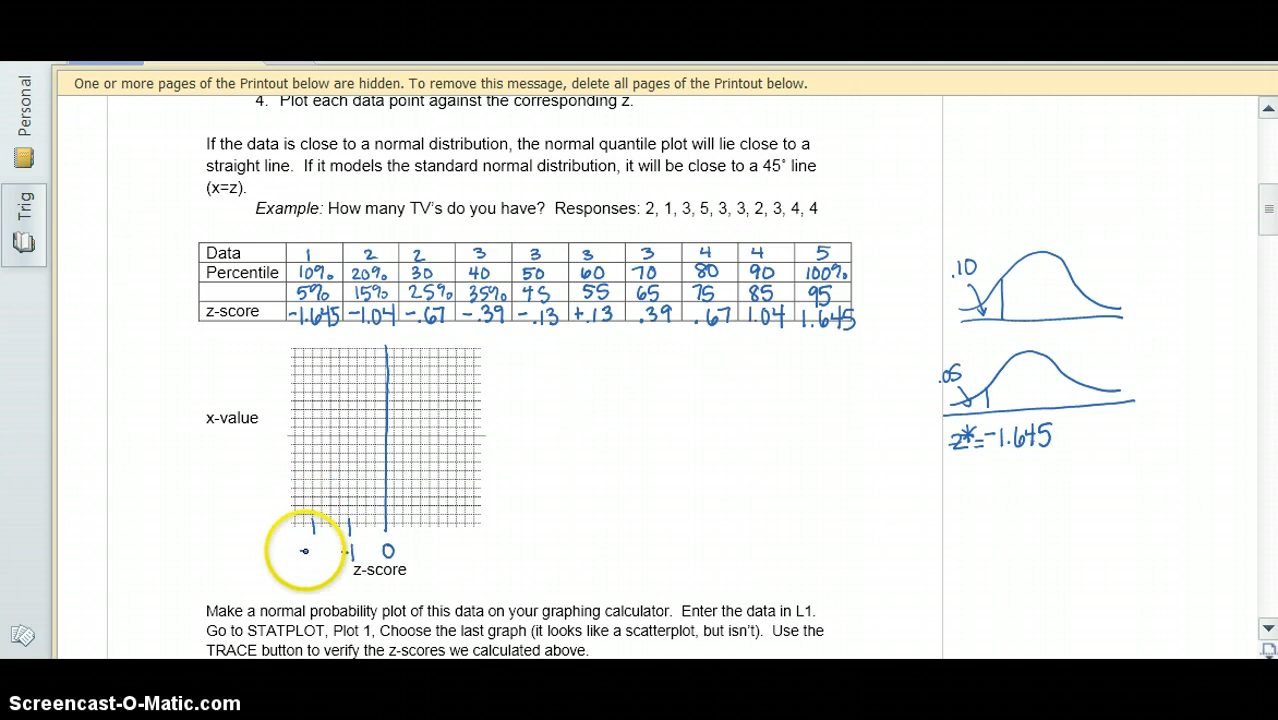 One or more pages of the Printout below are hidden. To remove this message, delete all pages of the Printout below.
Personal
Trig
4. Plot each data point against the corresponding z.
If the data is close to a normal distribution, the normal quantile plot will lie close to a
straight line. If it models the standard normal distribution, it will be close to a 45˚ line
(x=z).
Example: How many TV's do you have? Responses: 2, 1, 3, 5, 3, 3, 2, 3, 4, 4
Data 1 2 2 3 3 3 3 4 4 5
Percentile 10% 20% 30 40 50 60 70 80 90 100%
5% 15% 25% 35% 45 55 65 75 85 95
z-score -1.645 -1.04 -.67 -.39 -.13 +.13 .39 .67 1.04 1.645
.10
.05
z*=-1.645
x-value
-1 0
z-score
Make a normal probability plot of this data on your graphing calculator. Enter the data in L1.
Go to STATPLOT, Plot 1, Choose the last graph (it looks like a scatterplot, but isn't). Use the
TRACE button to verify the z-scores we calculated above.
Screencast-O-Matic.com